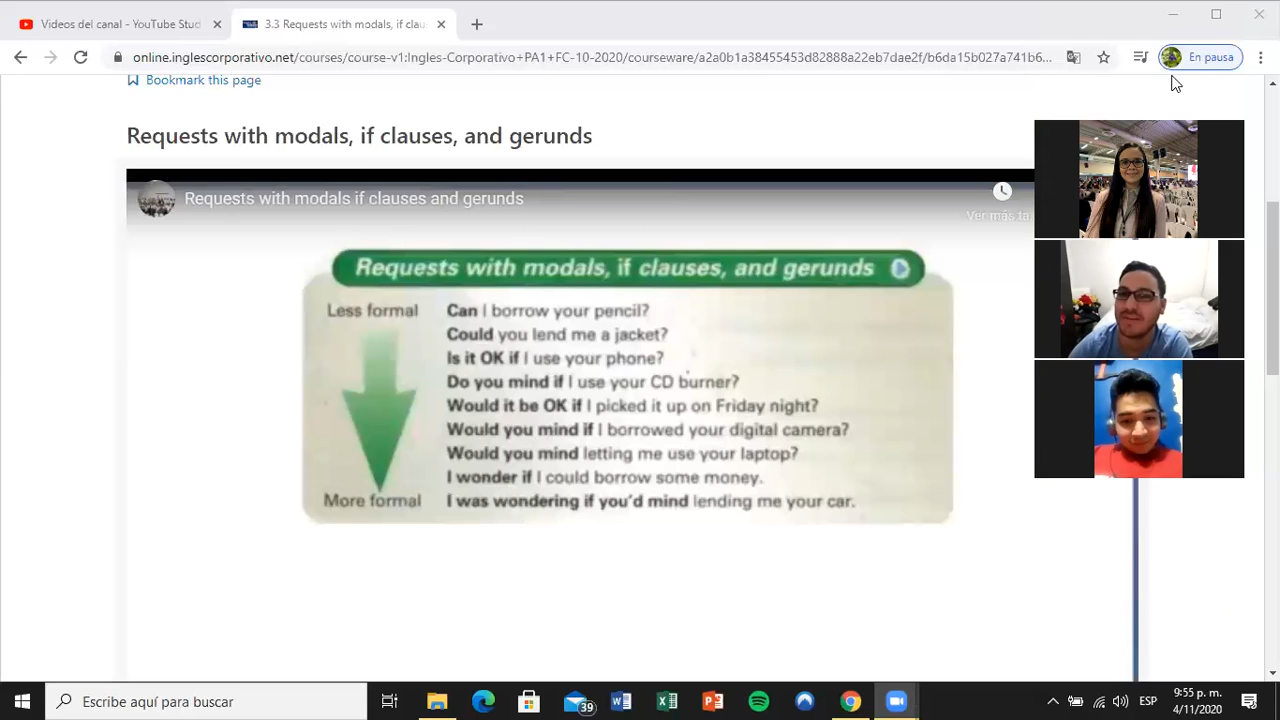 Videos del canal - YouTube Stud
3.3 Requests with modals, if clau
online.inglescorporativo.net/courses/course-v1:Ingles-Corporativo+PA1+FC-10-2020/courseware/a2a0b1a38455453d82888a22eb7dae2f/b6da15b027a741b6...
En pausa
Bookmark this page
Requests with modals, if clauses, and gerunds
Requests with modals if clauses and gerunds
Ver más ta
Requests with modals, if clauses, and gerunds
Less formal
Can I borrow your pencil?
Could you lend me a jacket?
Is it OK if I use your phone?
Do you mind if I use your CD burner?
Would it be OK if I picked it up on Friday night?
Would you mind if I borrowed your digital camera?
Would you mind letting me use your laptop?
I wonder if I could borrow some money.
More formal
I was wondering if you'd mind lending me your car.
Escribe aquí para buscar
39
ESP
9:55 p. m.
4/11/2020